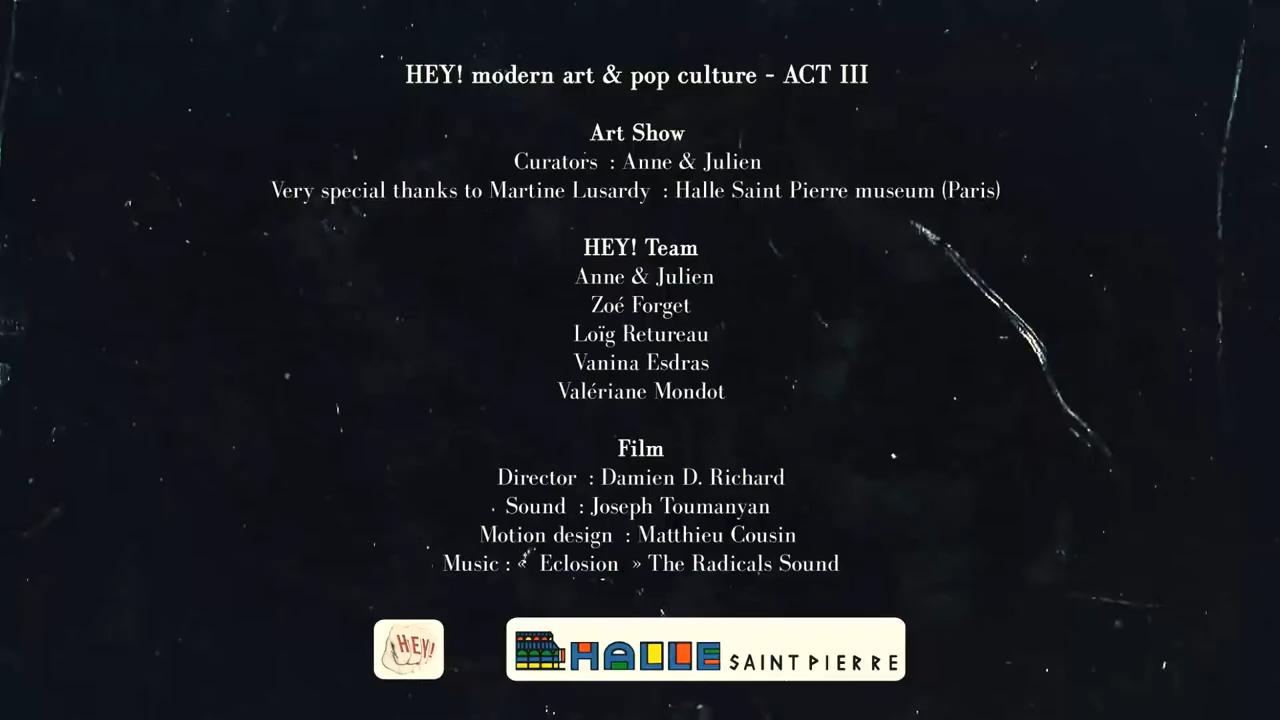 HEY! modern art & pop culture - ACT III
Art Show
Curators : Anne & Julien
Very special thanks to Martine Lusardy : Halle Saint Pierre museum (Paris)
HEY! Team
Anne & Julien
Zoé Forget
Loïg Retureau
Vanina Esdras
Valériane Mondot
Film
Director : Damien D. Richard
Sound : Joseph Toumanyan
Motion design : Matthieu Cousin
Music : « Eclosion » The Radicals Sound
HEY!
HALLE SAINT PIERRE